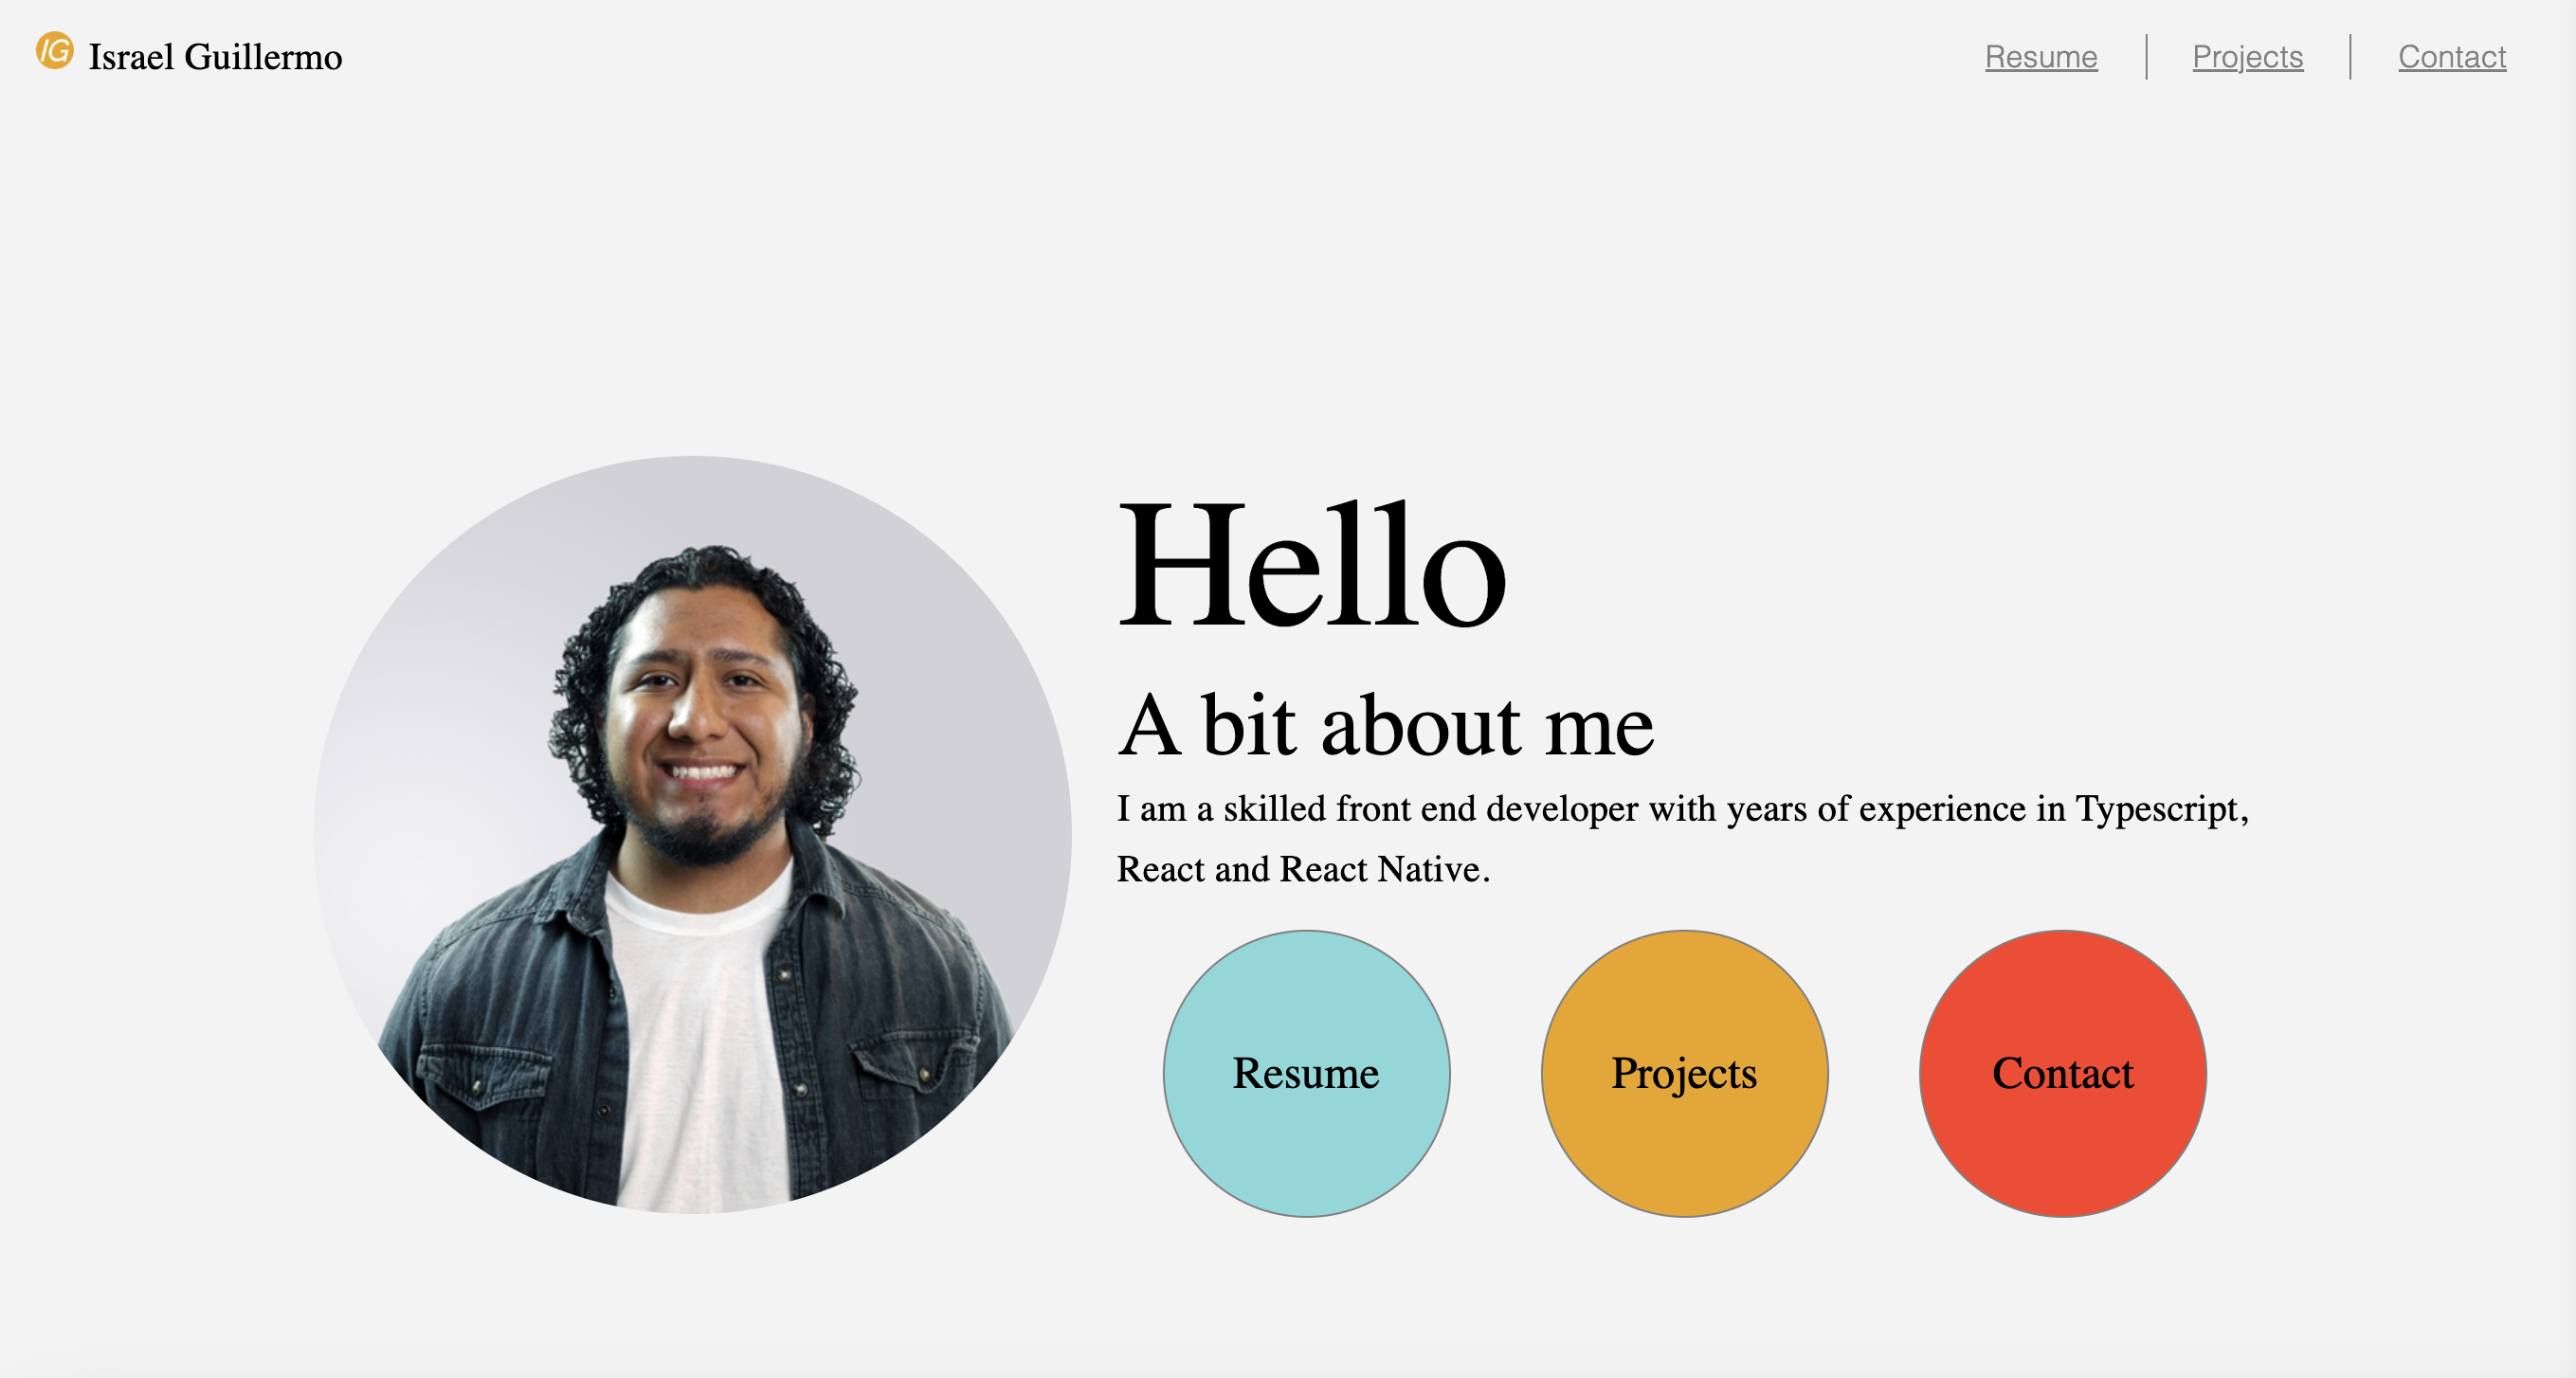 IG Israel Guillermo
Resume Projects Contact
Hello
A bit about me
I am a skilled front end developer with years of experience in Typescript,
React and React Native.
Resume Projects Contact